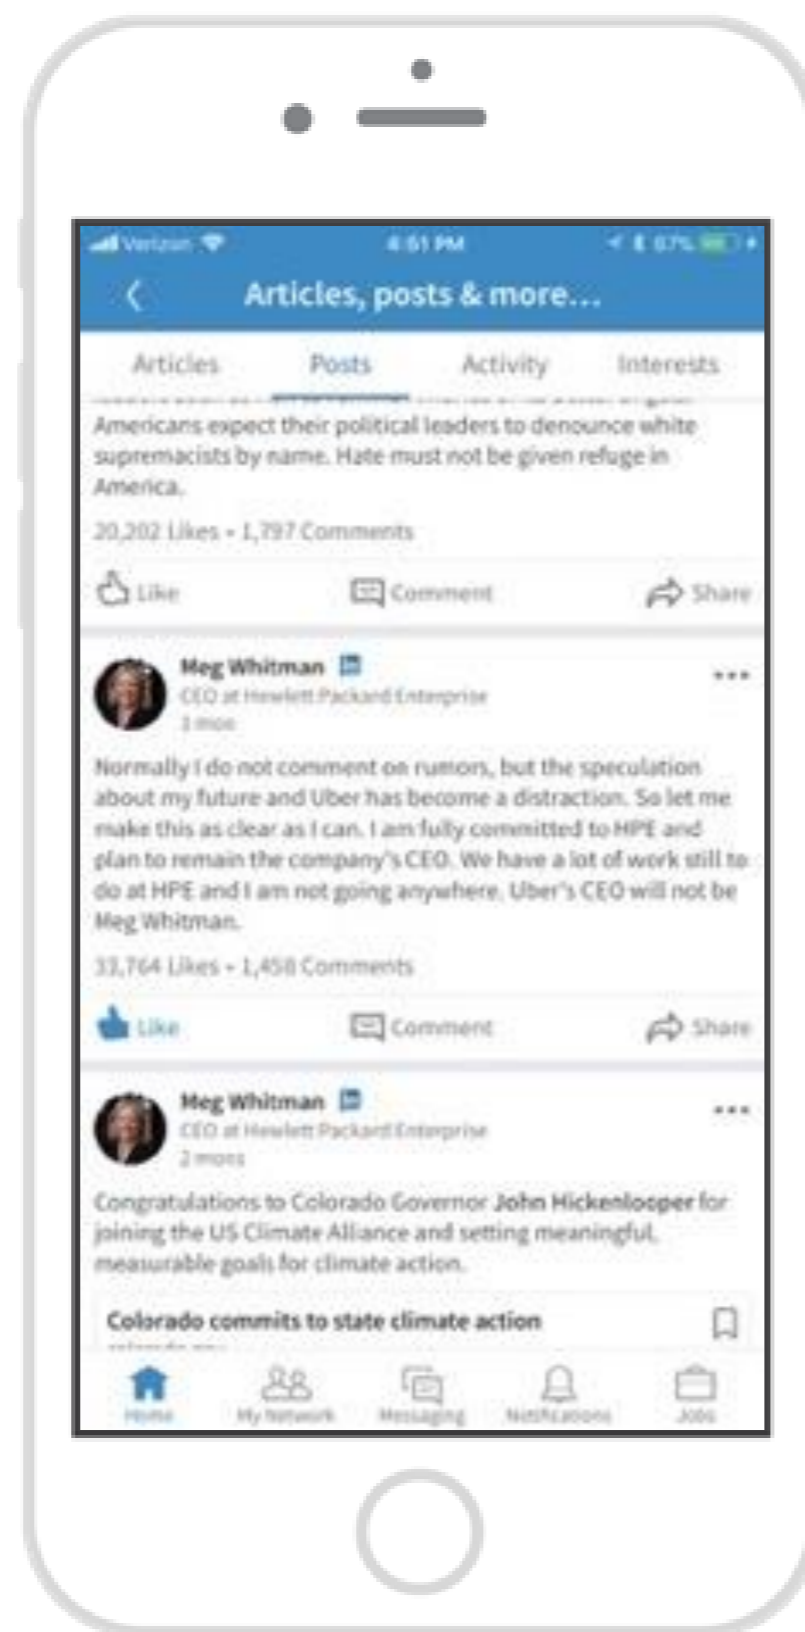 Verizon 4:51 PM
Articles, posts & more...
Articles Posts Activity Interests
Americans expect their political leaders to denounce white
supremacists by name. Hate must not be given refuge in
America.
20,202 Likes • 1,797 Comments
Like Comment Share
Meg Whitman in
CEO at Hewlett Packard Enterprise
Normally I do not comment on rumors, but the speculation
about my future and Uber has become a distraction. So let me
make this as clear as I can. I am fully committed to HPE and
plan to remain the company's CEO. We have a lot of work still to
do at HPE and I am not going anywhere. Uber's CEO will not be
Meg Whitman.
33,764 Likes • 1,458 Comments
Like Comment Share
Meg Whitman in
CEO at Hewlett Packard Enterprise
2 mons
Congratulations to Colorado Governor John Hickenlooper for
joining the US Climate Alliance and setting meaningful,
measurable goals for climate action.
Colorado commits to state climate action
Home My Network Messaging Notifications Jobs